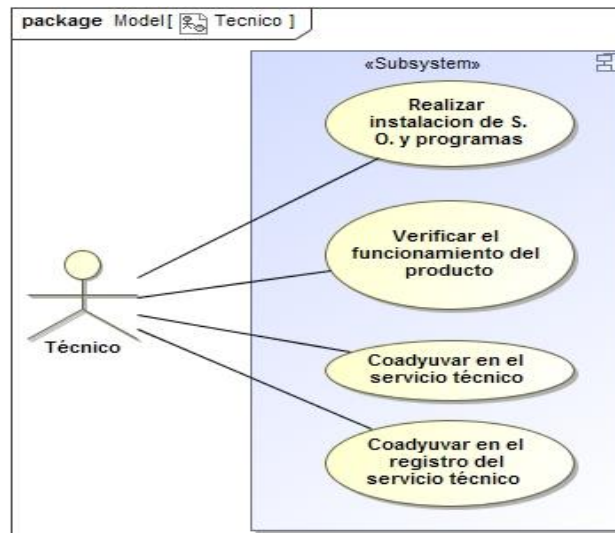 package Model[ Tecnico ]
«Subsystem»
Realizar
instalacion de S.
O. y programas
Verificar el
funcionamiento del
producto
Técnico
Coadyuvar en el
servicio técnico
Coadyuvar en el
registro del
servicio técnico